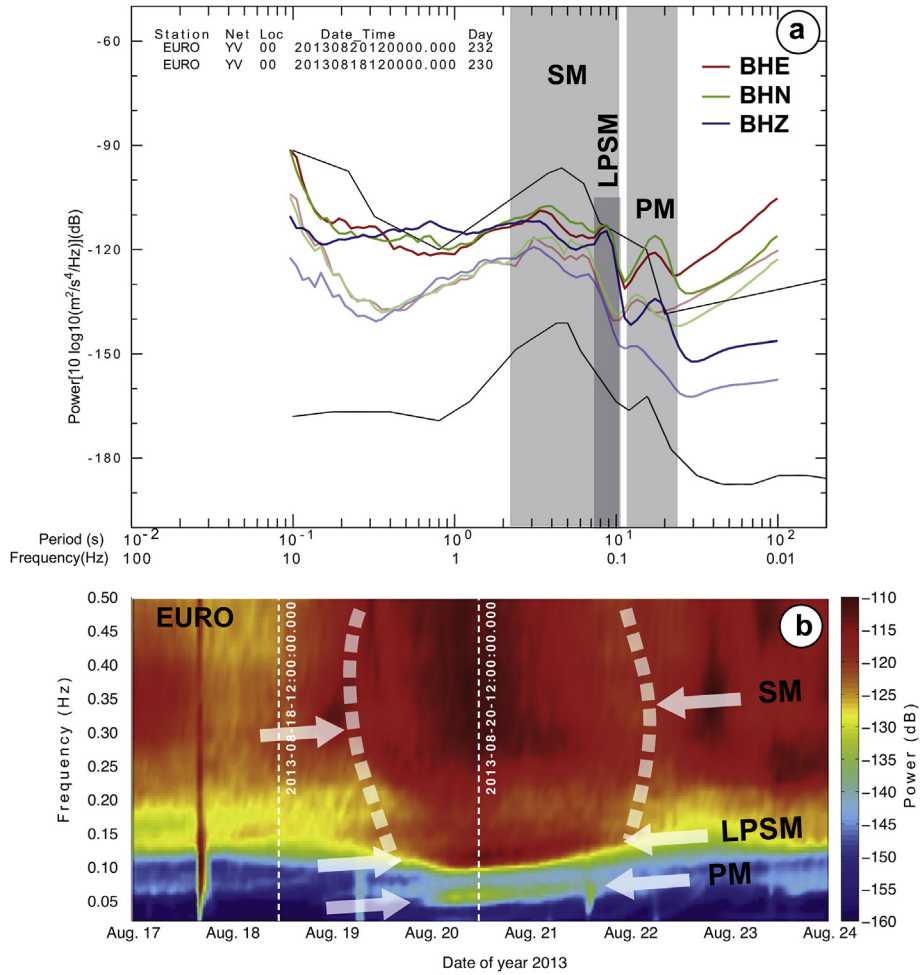 a
Station Net Loc Date_Time Day
EURO YV 00 20130820120000.000 232
EURO YV 00 20130818120000.000 230
SM
LPSM
PM
BHE
BHN
BHZ
Power[10 log10(m²/s⁴/Hz)](dB)
-60
-90
-120
-150
-180
Period (s) 10⁻² 10⁻¹ 10⁰ 10¹ 10²
Frequency(Hz) 100 10 1 0.1 0.01
b
EURO
2013-08-18-12:00:00.000
2013-08-20-12:00:00.000
SM
LPSM
PM
Frequency (Hz)
0.50
0.45
0.40
0.35
0.30
0.25
0.20
0.15
0.10
0.05
−110
−115
−120
−125
−130
−135
−140
−145
−150
−155
−160
Power (dB)
Aug. 17 Aug. 18 Aug. 19 Aug. 20 Aug. 21 Aug. 22 Aug. 23 Aug. 24
Date of year 2013